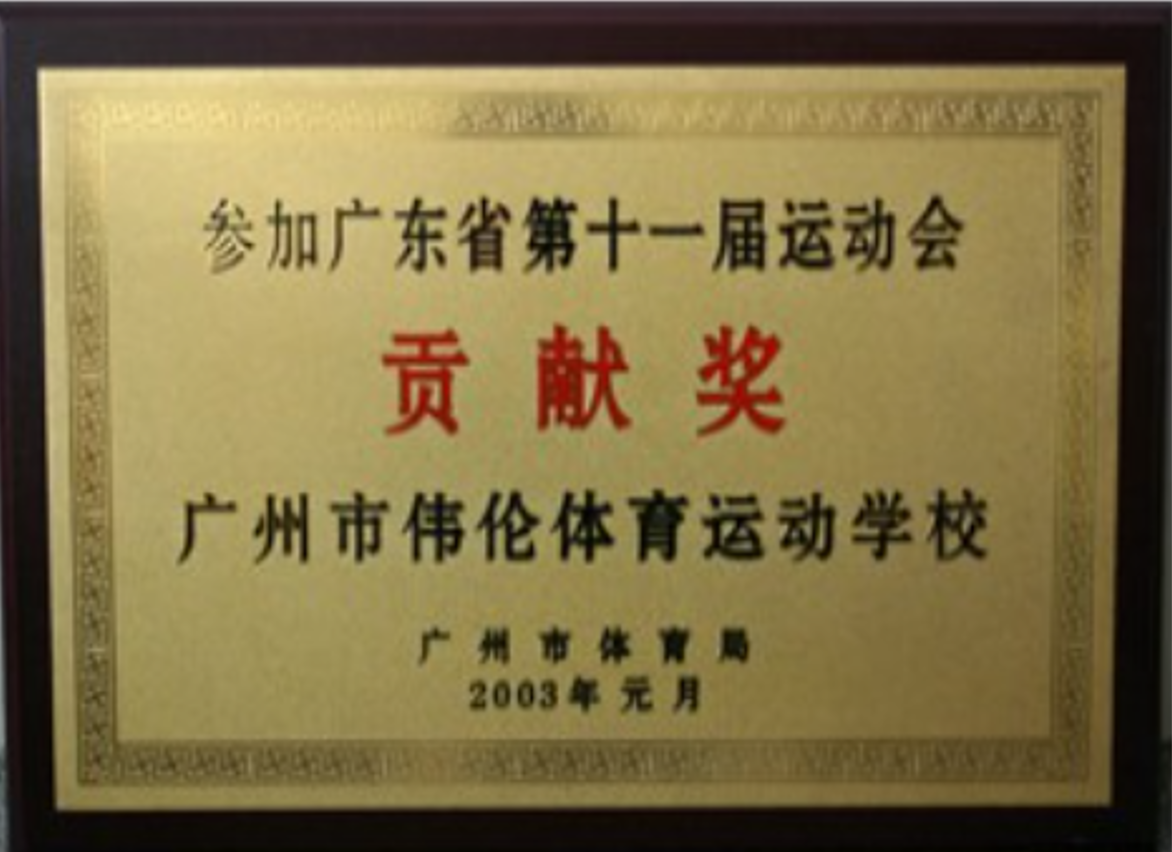 参加广东省第十一届运动会
贡献奖
广州市伟伦体育运动学校
广州市体育局
2003年元月